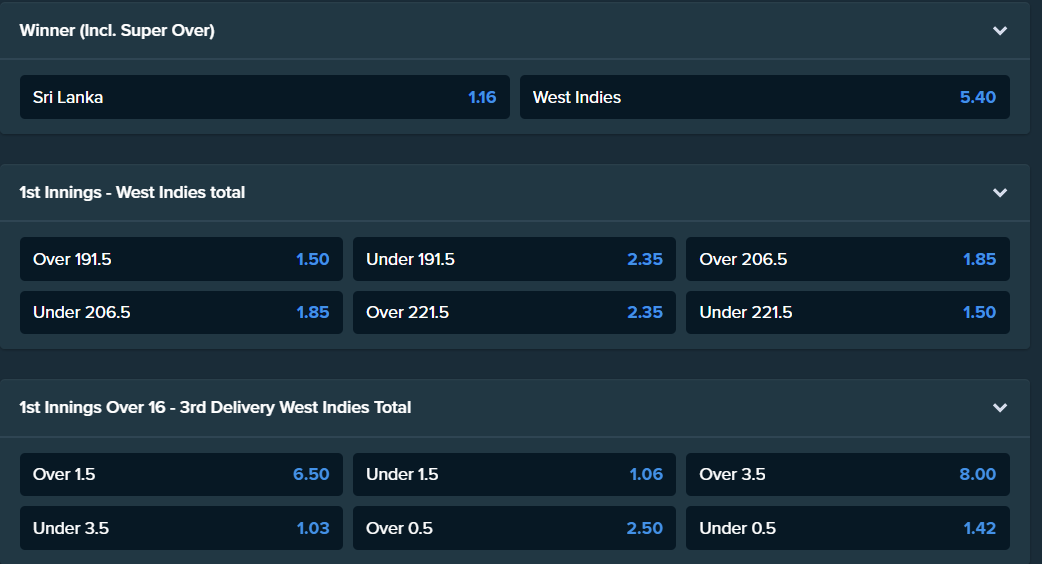 Winner (Incl. Super Over)
Sri Lanka 1.16 West Indies 5.40
1st Innings - West Indies total
Over 191.5 1.50 Under 191.5 2.35 Over 206.5 1.85
Under 206.5 1.85 Over 221.5 2.35 Under 221.5 1.50
1st Innings Over 16 - 3rd Delivery West Indies Total
Over 1.5 6.50 Under 1.5 1.06 Over 3.5 8.00
Under 3.5 1.03 Over 0.5 2.50 Under 0.5 1.42